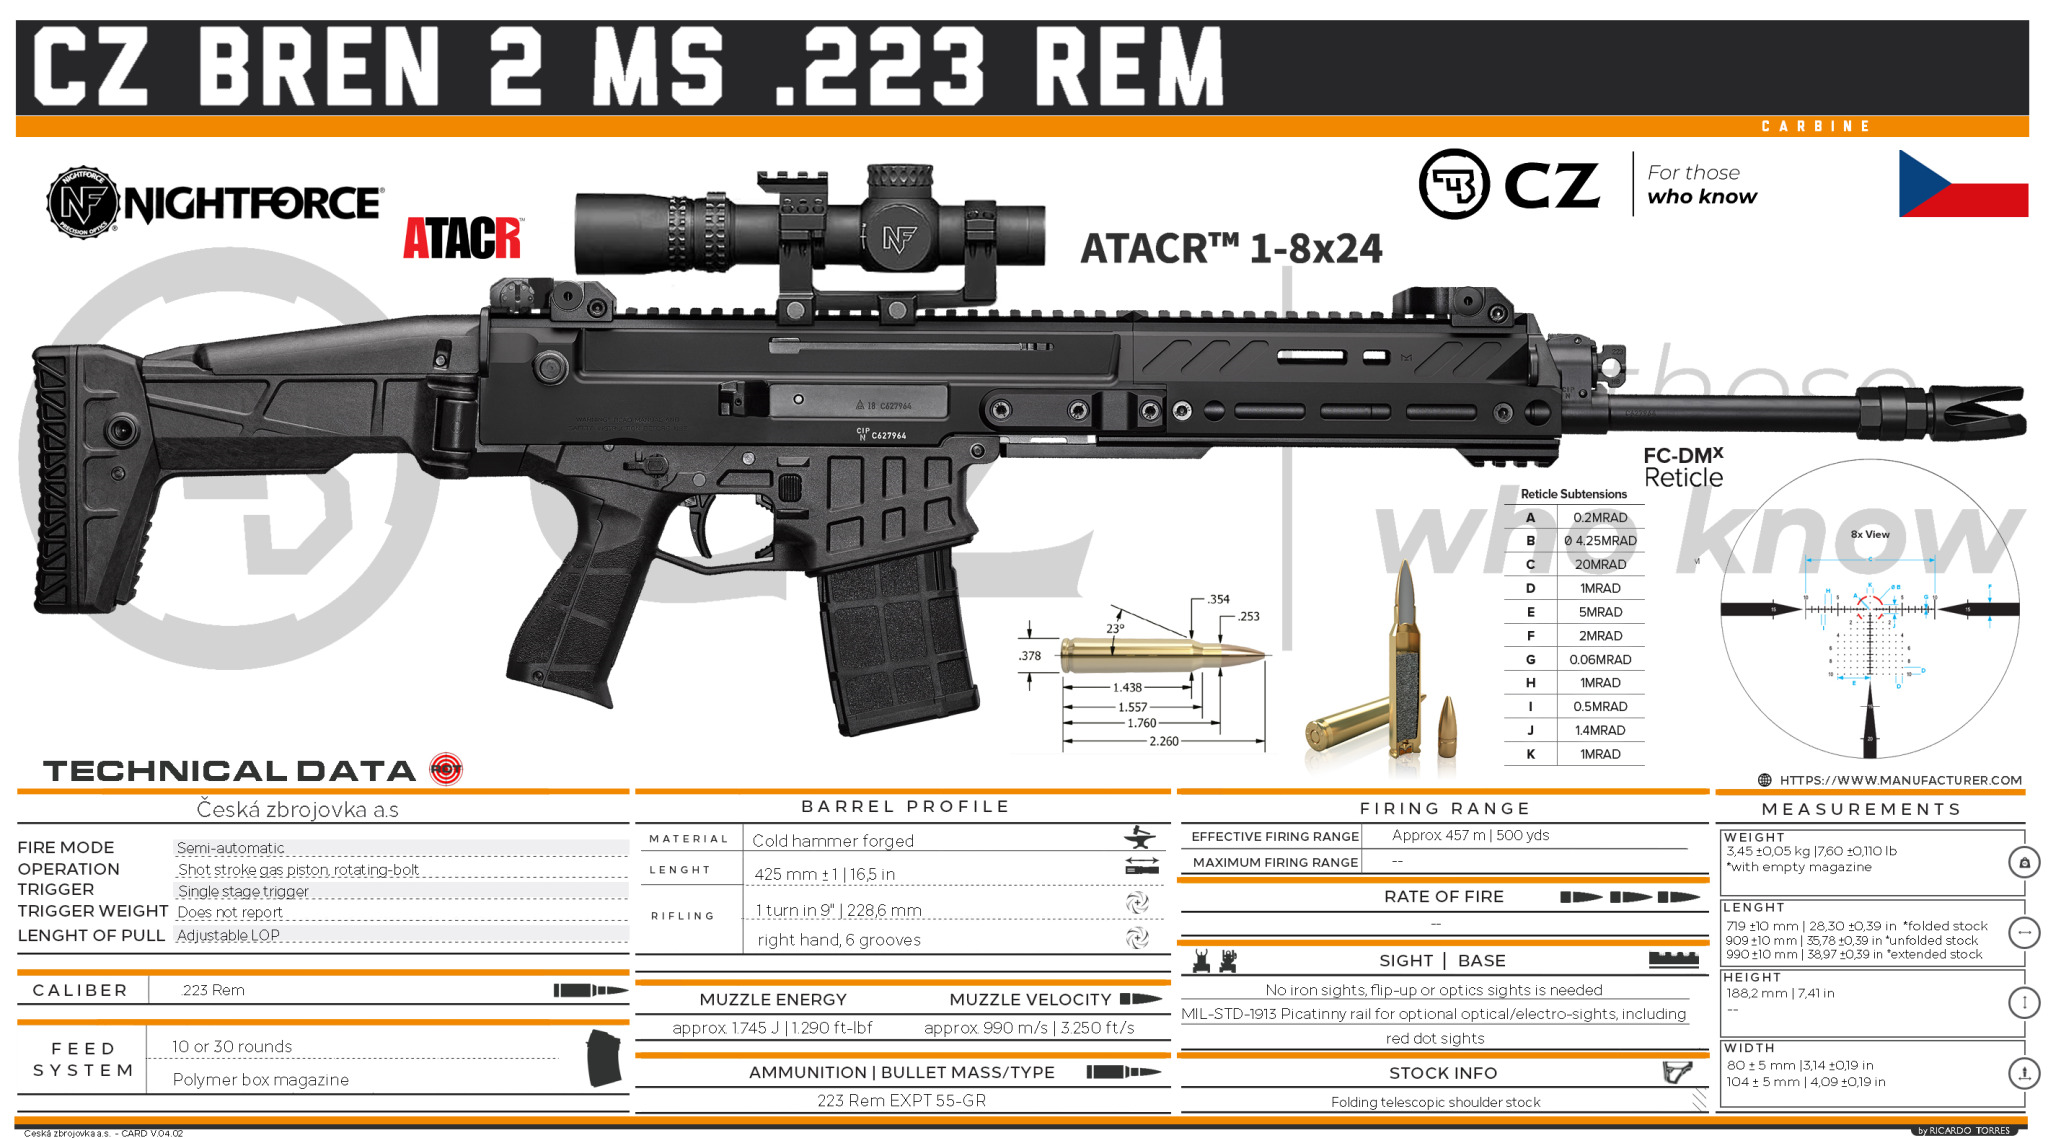 CZ BREN 2 MS .223 REM
CARBINE
NIGHTFORCE
PRECISION OPTICS
ATACR™
ATACR™ 1-8x24
CZ
For those
who know
NF
18 C627964
CIP
N C627964
who know
FC-DMx
Reticle
Reticle Subtensions
A 0.2MRAD
B Ø 4.25MRAD
C 20MRAD
D 1MRAD
E 5MRAD
F 2MRAD
G 0.06MRAD
H 1MRAD
I 0.5MRAD
J 1.4MRAD
K 1MRAD
8x View
.354
.253
23°
.378
1.438
1.557
1.760
2.260
TECHNICAL DATA
HTTPS://WWW.MANUFACTURER.COM
Česká zbrojovka a.s
FIRE MODE Semi-automatic
OPERATION Shot stroke gas piston, rotating-bolt
TRIGGER Single stage trigger
TRIGGER WEIGHT Does not report
LENGHT OF PULL Adjustable LOP
CALIBER .223 Rem
FEED SYSTEM
10 or 30 rounds
Polymer box magazine
BARREL PROFILE
MATERIAL Cold hammer forged
LENGHT 425 mm ± 1 | 16,5 in
RIFLING
1 turn in 9" | 228,6 mm
right hand, 6 grooves
MUZZLE ENERGY MUZZLE VELOCITY
approx. 1.745 J | 1.290 ft-lbf approx. 990 m/s | 3.250 ft/s
AMMUNITION | BULLET MASS/TYPE
223 Rem EXPT 55-GR
FIRING RANGE
EFFECTIVE FIRING RANGE Approx 457 m | 500 yds
MAXIMUM FIRING RANGE --
RATE OF FIRE
--
SIGHT | BASE
No iron sights, flip-up or optics sights is needed
MIL-STD-1913 Picatinny rail for optional optical/electro-sights, including
red dot sights
STOCK INFO
Folding telescopic shoulder stock
MEASUREMENTS
WEIGHT
3,45 ±0,05 kg |7,60 ±0,110 lb
*with empty magazine
LENGHT
719 ±10 mm | 28,30 ±0,39 in *folded stock
909 ±10 mm | 35,78 ±0,39 in *unfolded stock
990 ±10 mm | 38,97 ±0,39 in *extended stock
HEIGHT
188,2 mm | 7,41 in
--
WIDTH
80 ± 5 mm |3,14 ±0,19 in
104 ± 5 mm | 4,09 ±0,19 in
Česká zbrojovka a.s. - CARD V.04.02
by RICARDO TORRES